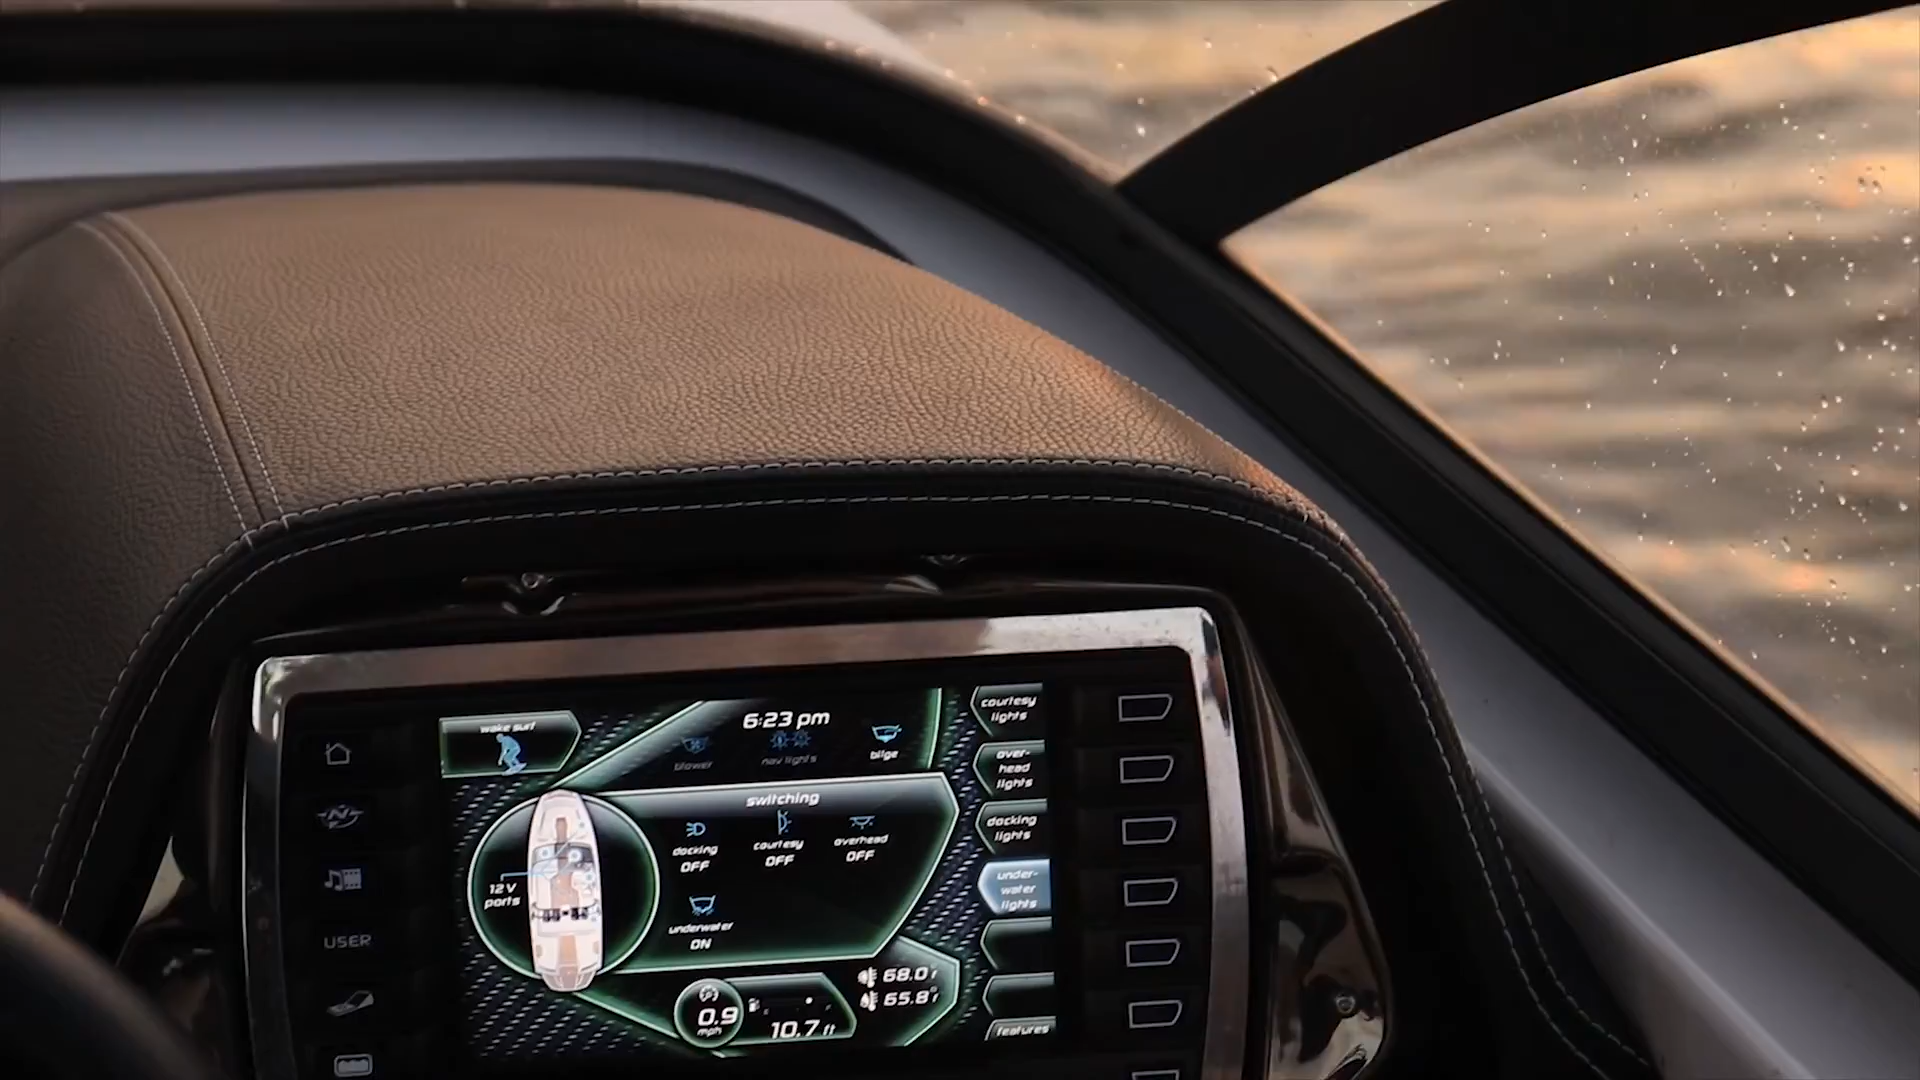 wake surf
6:23 pm
blower
nav lights
bilge
courtesy
lights
over-
head
lights
docking
lights
under-
water
lights
features
switching
docking
OFF
courtesy
OFF
overhead
OFF
underwater
ON
12 V
ports
0.9
mph
10.7 ft
68.0
65.8
USER
N